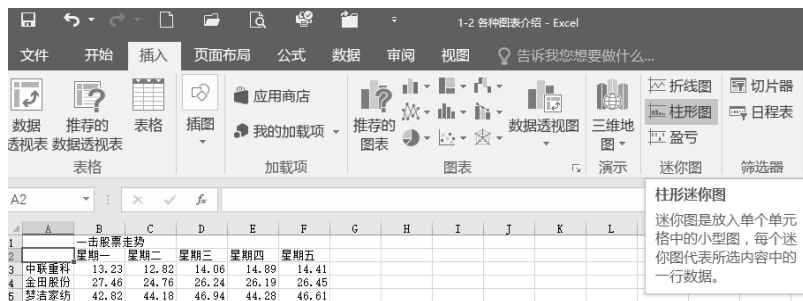 1-2 各种图表介绍 - Excel
文件 开始 插入 页面布局 公式 数据 审阅 视图 告诉我您想要做什么...
数据透视表 推荐的数据透视表 表格 插图 应用商店 我的加载项 推荐的图表 数据透视图 三维地图 折线图 柱形图 盈亏 切片器 日程表
表格 加载项 图表 演示 迷你图 筛选器
A2 fx
柱形迷你图
迷你图是放入单个单元
格中的小型图，每个迷
你图代表所选内容中的
一行数据。
A B C D E F G H I J K L
1 一击股票走势
2 星期一 星期二 星期三 星期四 星期五
3 中联重科 13.23 12.82 14.06 14.89 14.41
4 金田股份 27.46 24.76 26.24 26.19 26.45
5 梦洁家纺 42.82 44.18 46.94 44.28 46.61